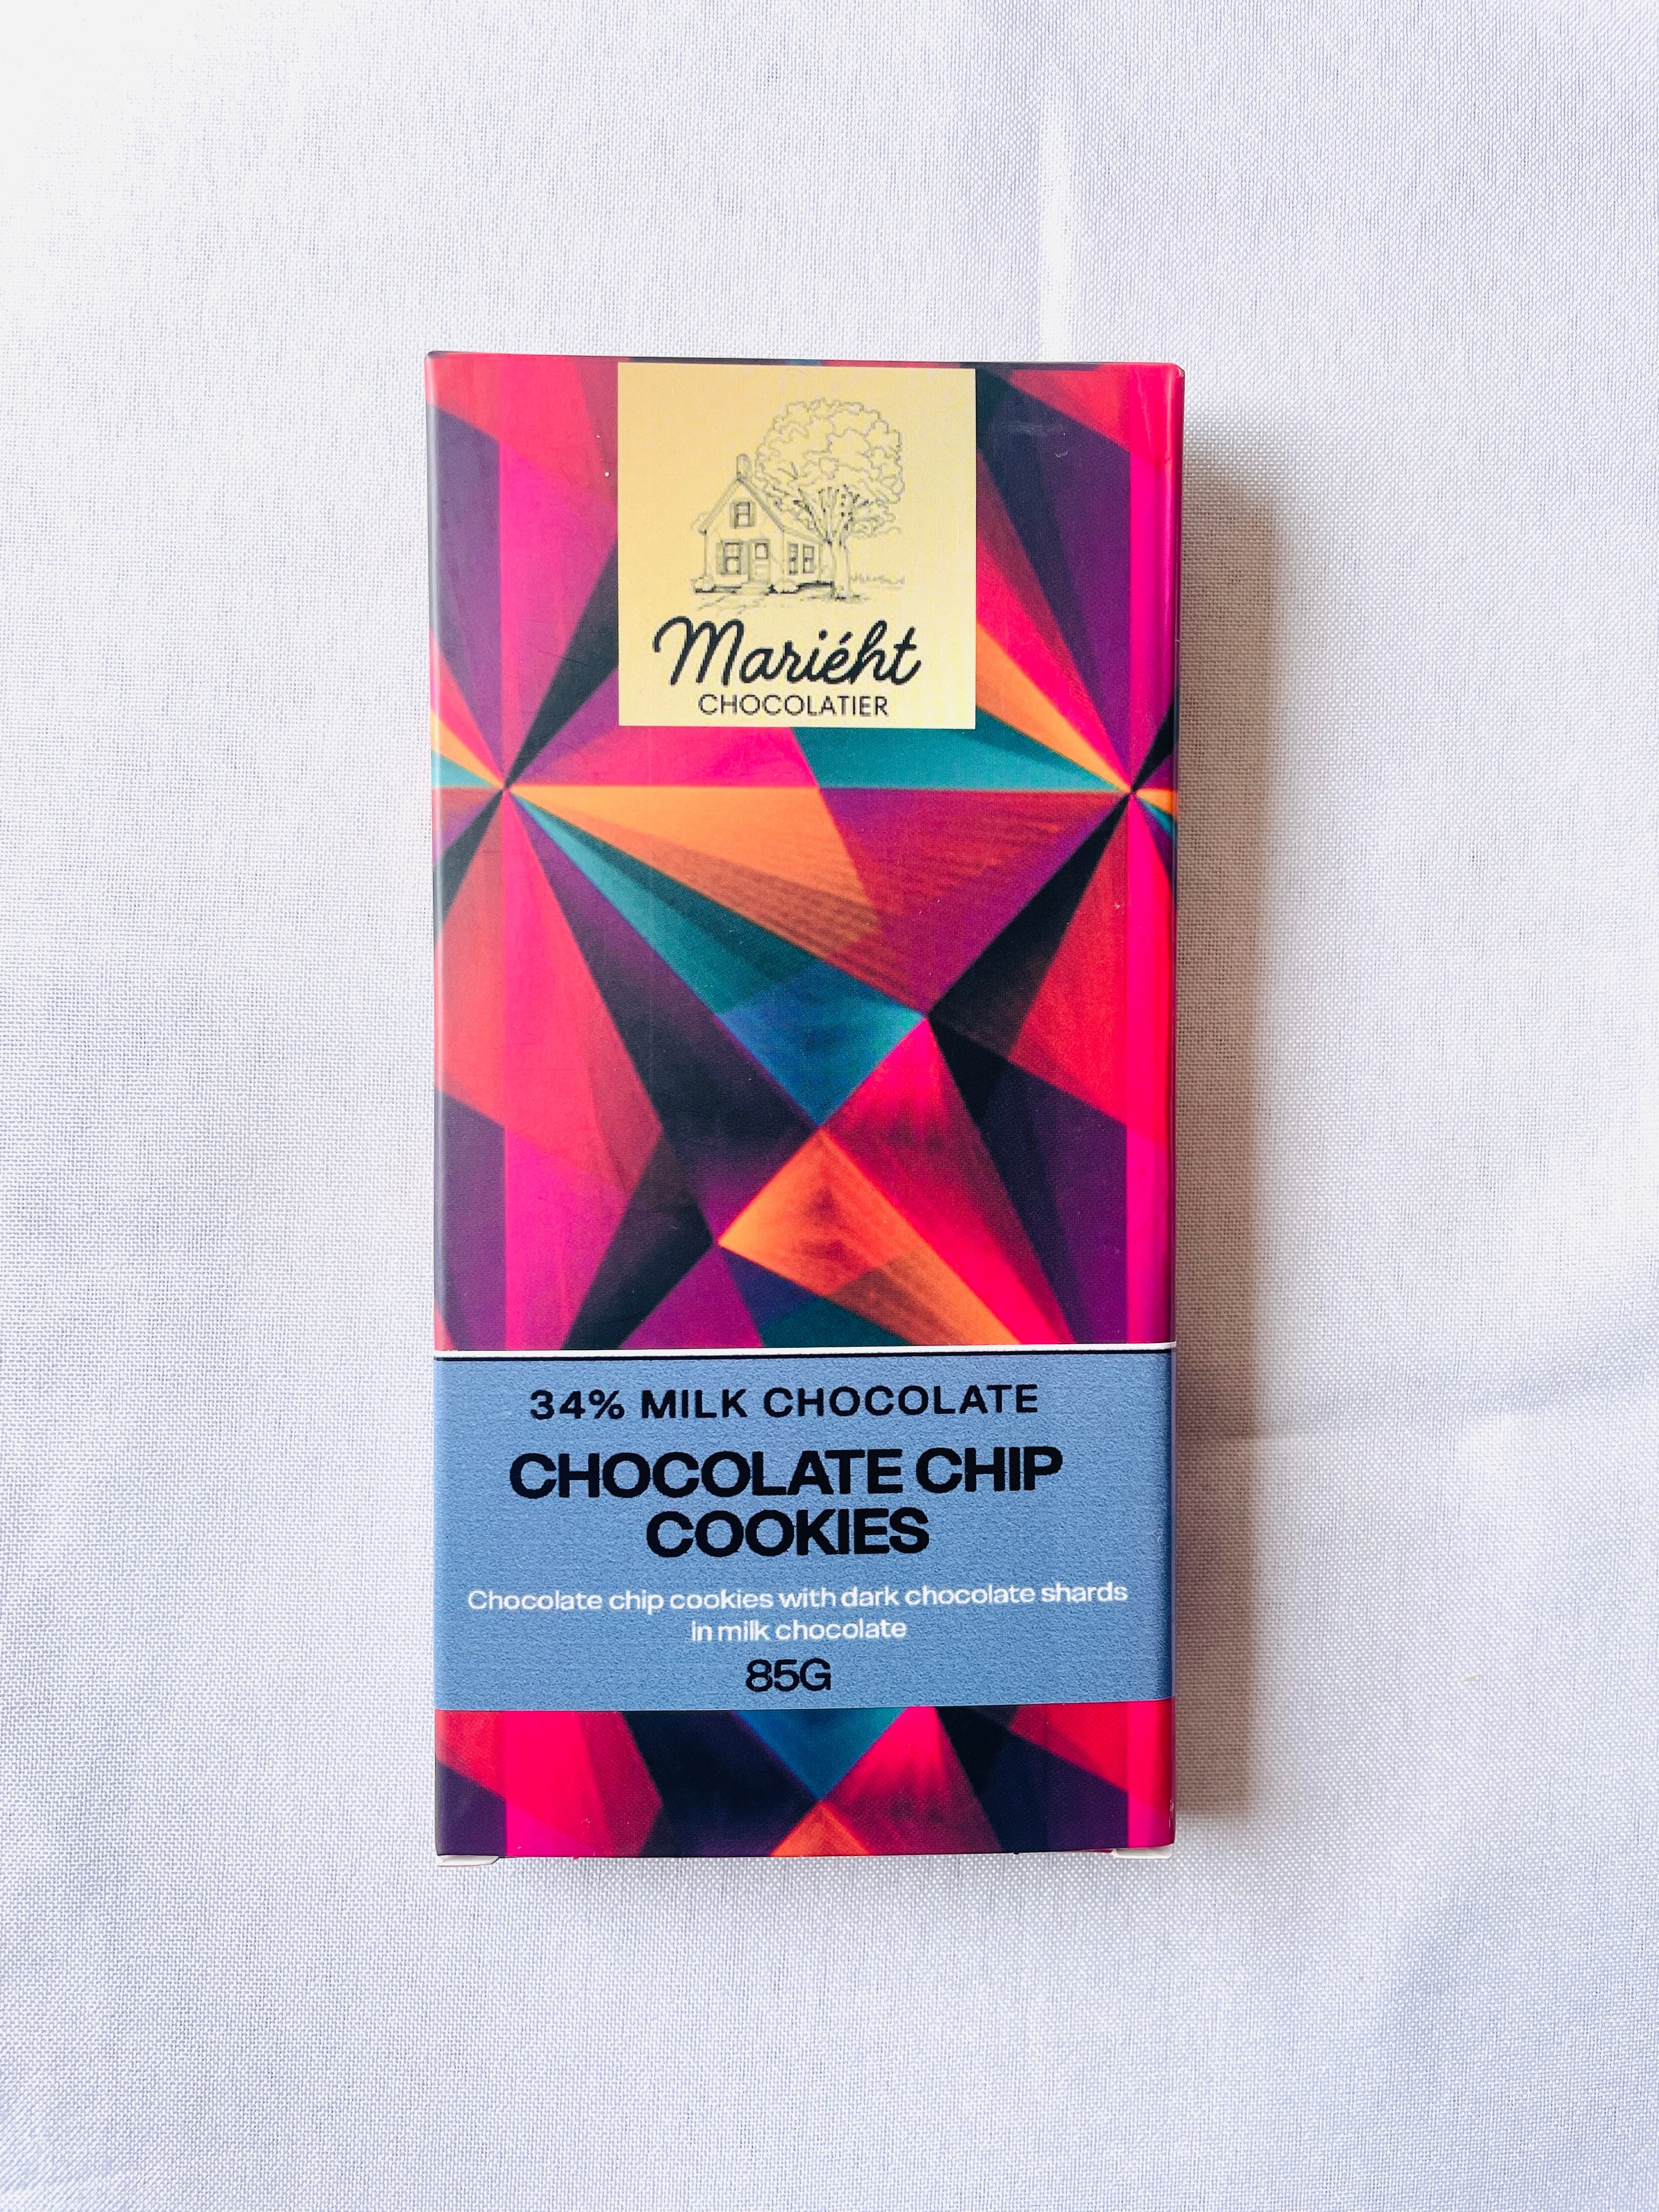 Mariéht
CHOCOLATIER
34% MILK CHOCOLATE
CHOCOLATE CHIP
COOKIES
Chocolate chip cookies with dark chocolate shards
in milk chocolate
85G